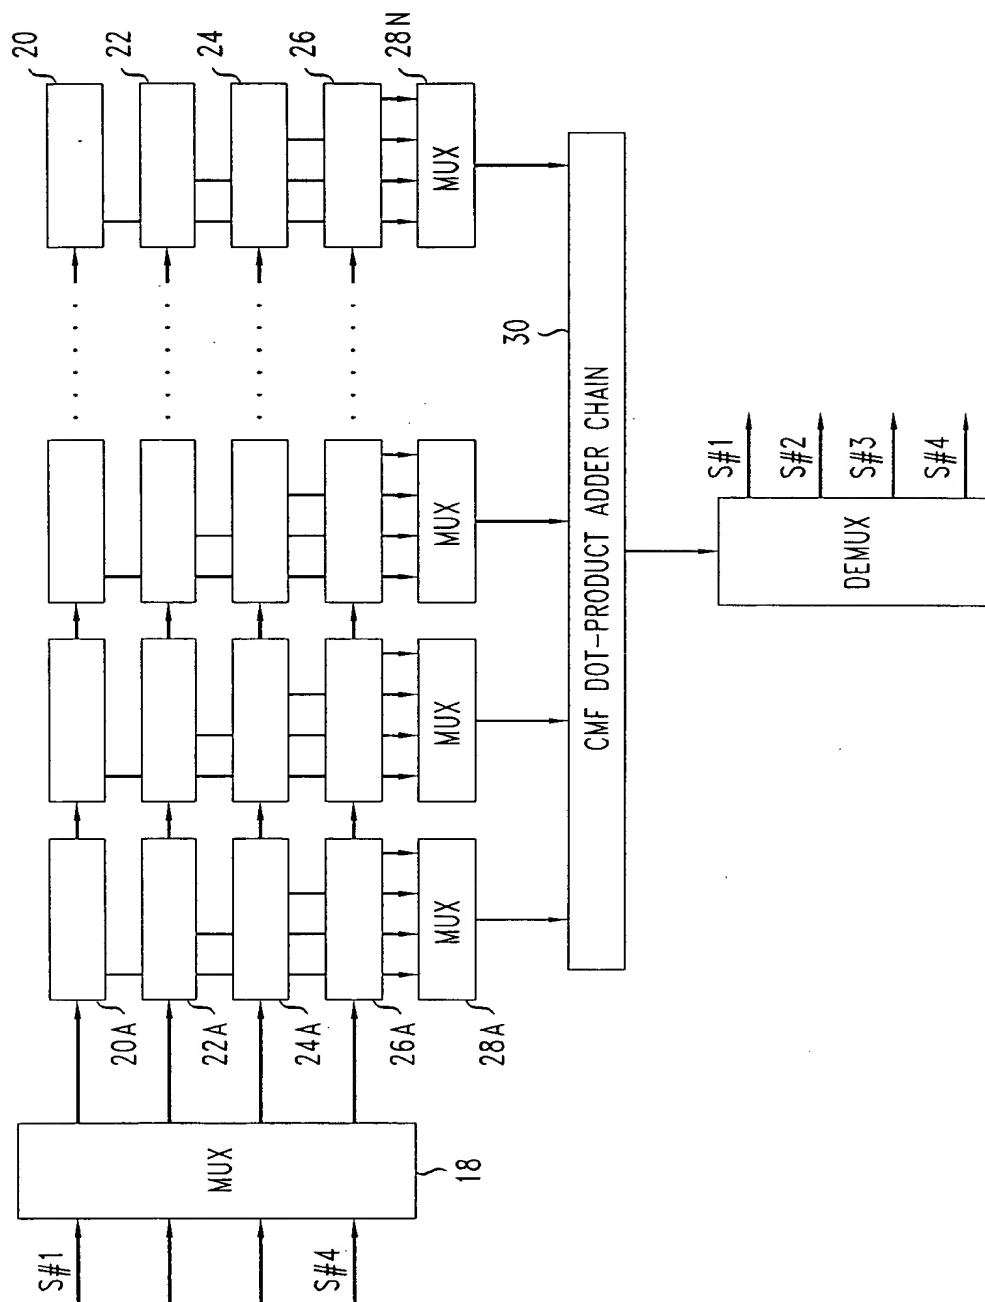 S#1
S#4
MUX
18
20A
22A
24A
26A
28A
20
22
24
26
28N
MUX
MUX
MUX
MUX
30
CMF DOT-PRODUCT ADDER CHAIN
DEMUX
S#1
S#2
S#3
S#4